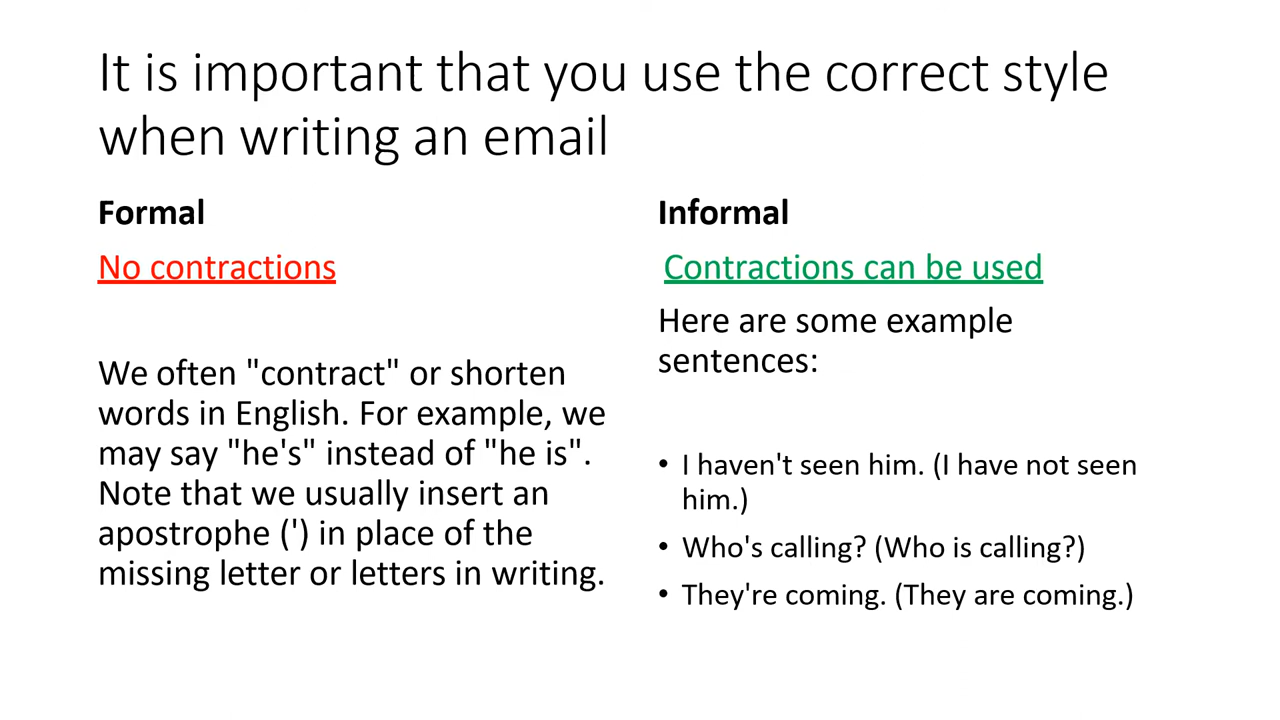 It is important that you use the correct style
when writing an email
Formal
No contractions
We often "contract" or shorten
words in English. For example, we
may say "he's" instead of "he is".
Note that we usually insert an
apostrophe (') in place of the
missing letter or letters in writing.
Informal
Contractions can be used
Here are some example
sentences:
• I haven't seen him. (I have not seen
him.)
• Who's calling? (Who is calling?)
• They're coming. (They are coming.)